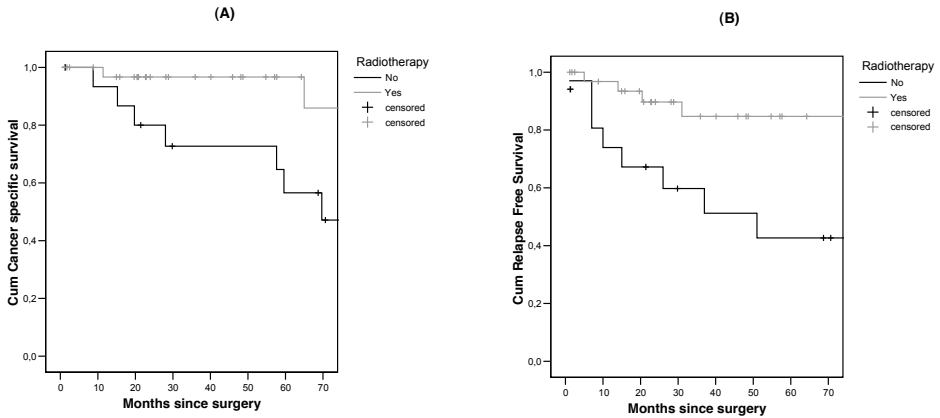 (A)
Cum Cancer specific survival
1,0
0,8
0,6
0,4
0,2
0,0
0 10 20 30 40 50 60 70
Months since surgery
Radiotherapy
No
Yes
censored
censored
(B)
Cum Relapse Free Survival
1,0
0,8
0,6
0,4
0,2
0,0
0 10 20 30 40 50 60 70
Months since surgery
Radiotherapy
No
Yes
censored
censored